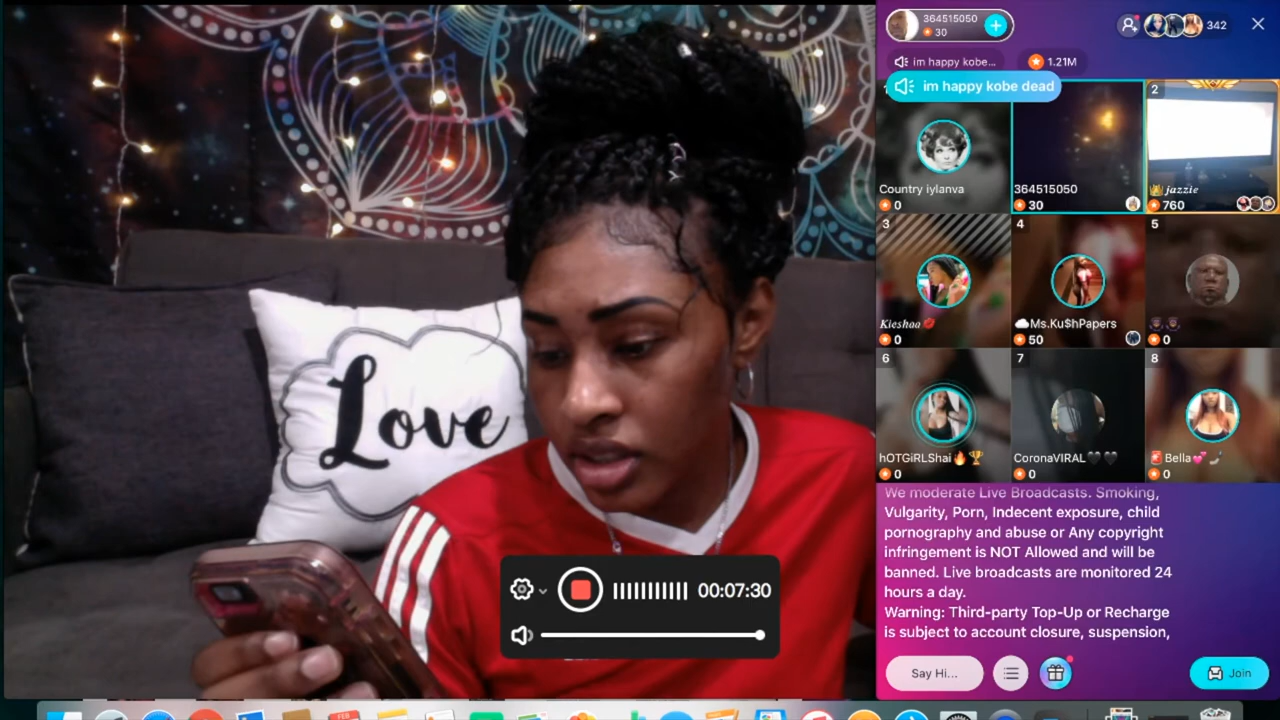 364515050
30
342
im happy kobe...
1.21M
im happy kobe dead
2
Country iylanva
0
364515050
30
jazzie
760
3
4
5
Kieshaa
0
Ms.Ku$hPapers
50
0
6
7
8
hOTGiRLShai
0
CoronaVIRAL
0
Bella
0
Love
00:07:30
We moderate Live Broadcasts. Smoking,
Vulgarity, Porn, Indecent exposure, child
pornography and abuse or Any copyright
infringement is NOT Allowed and will be
banned. Live broadcasts are monitored 24
hours a day.
Warning: Third-party Top-Up or Recharge
is subject to account closure, suspension,
Say Hi...
Join
FEB